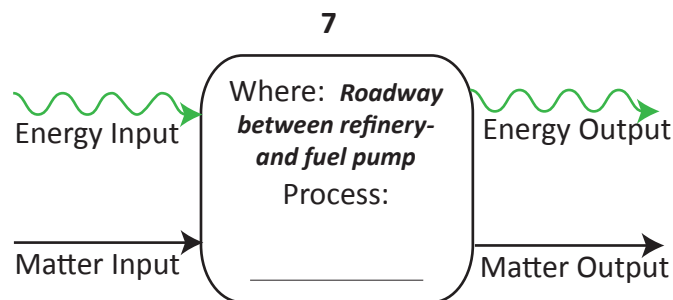 7
Where: Roadway
between refinery-
and fuel pump
Process:
Energy Input
Energy Output
Matter Input
Matter Output